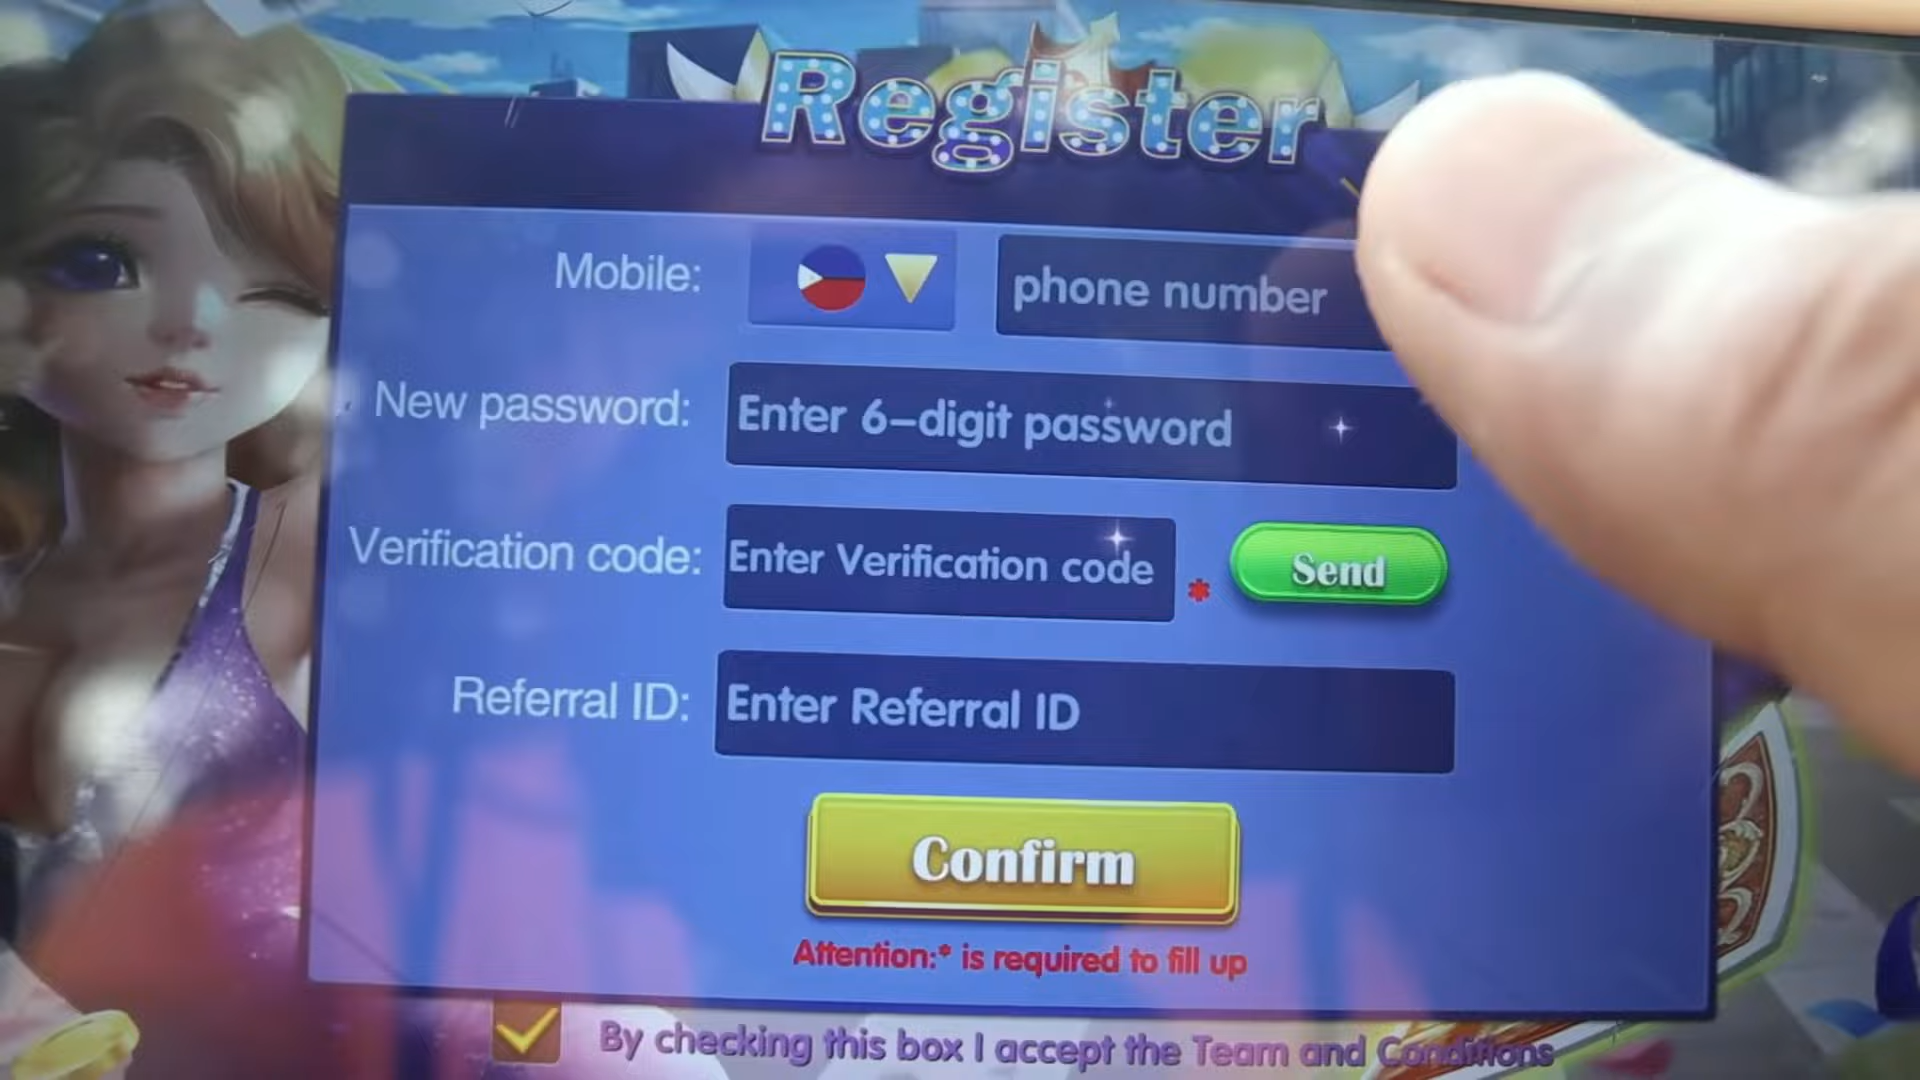 Register
Mobile:
phone number
New password:
Enter 6-digit password
Verification code:
Enter Verification code
*
Send
Referral ID:
Enter Referral ID
Confirm
Attention:* is required to fill up
By checking this box I accept the Team and Conditions